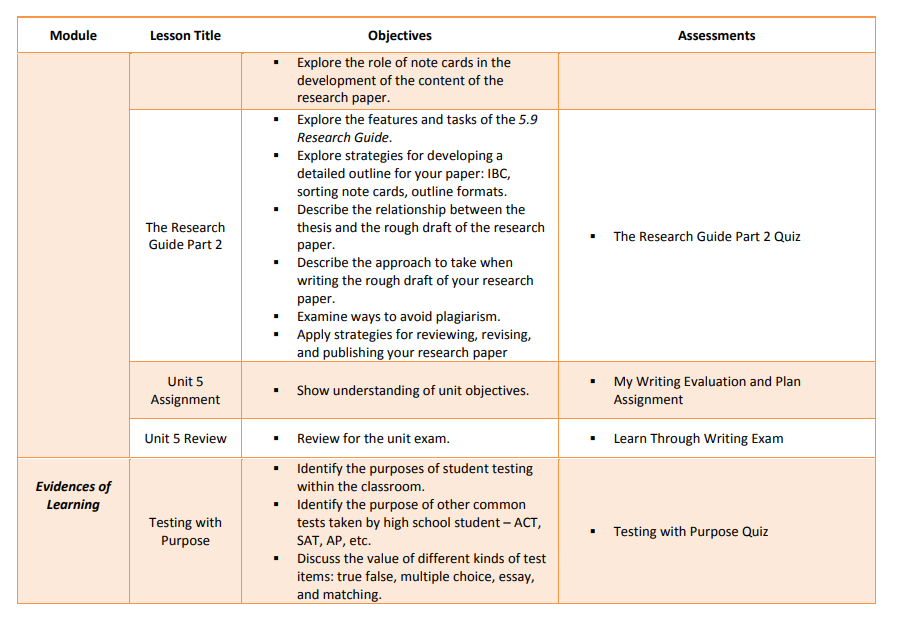 Module Lesson Title Objectives Assessments
▪ Explore the role of note cards in the
development of the content of the
research paper.
The Research
Guide Part 2
▪ Explore the features and tasks of the 5.9
Research Guide.
▪ Explore strategies for developing a
detailed outline for your paper: IBC,
sorting note cards, outline formats.
▪ Describe the relationship between the
thesis and the rough draft of the research
paper.
▪ Describe the approach to take when
writing the rough draft of your research
paper.
▪ Examine ways to avoid plagiarism.
▪ Apply strategies for reviewing, revising,
and publishing your research paper
▪ The Research Guide Part 2 Quiz
Unit 5
Assignment
▪ Show understanding of unit objectives.
▪ My Writing Evaluation and Plan
Assignment
Unit 5 Review
▪ Review for the unit exam.
▪ Learn Through Writing Exam
Evidences of
Learning
Testing with
Purpose
▪ Identify the purposes of student testing
within the classroom.
▪ Identify the purpose of other common
tests taken by high school student – ACT,
SAT, AP, etc.
▪ Discuss the value of different kinds of test
items: true false, multiple choice, essay,
and matching.
▪ Testing with Purpose Quiz